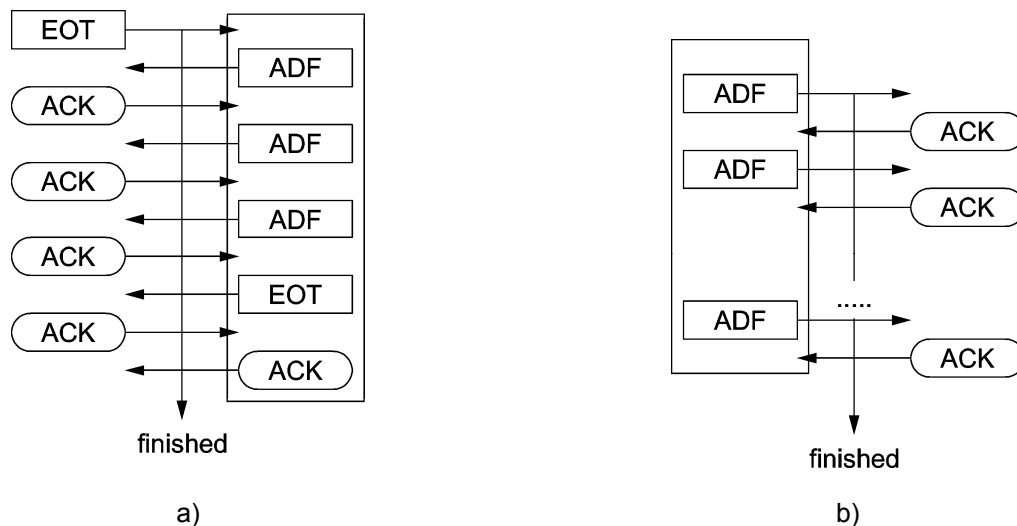 EOT
ADF
ACK
ADF
ACK
ADF
ACK
EOT
ACK
ACK
finished
a)
ADF
ACK
ADF
ACK
.....
ADF
ACK
finished
b)